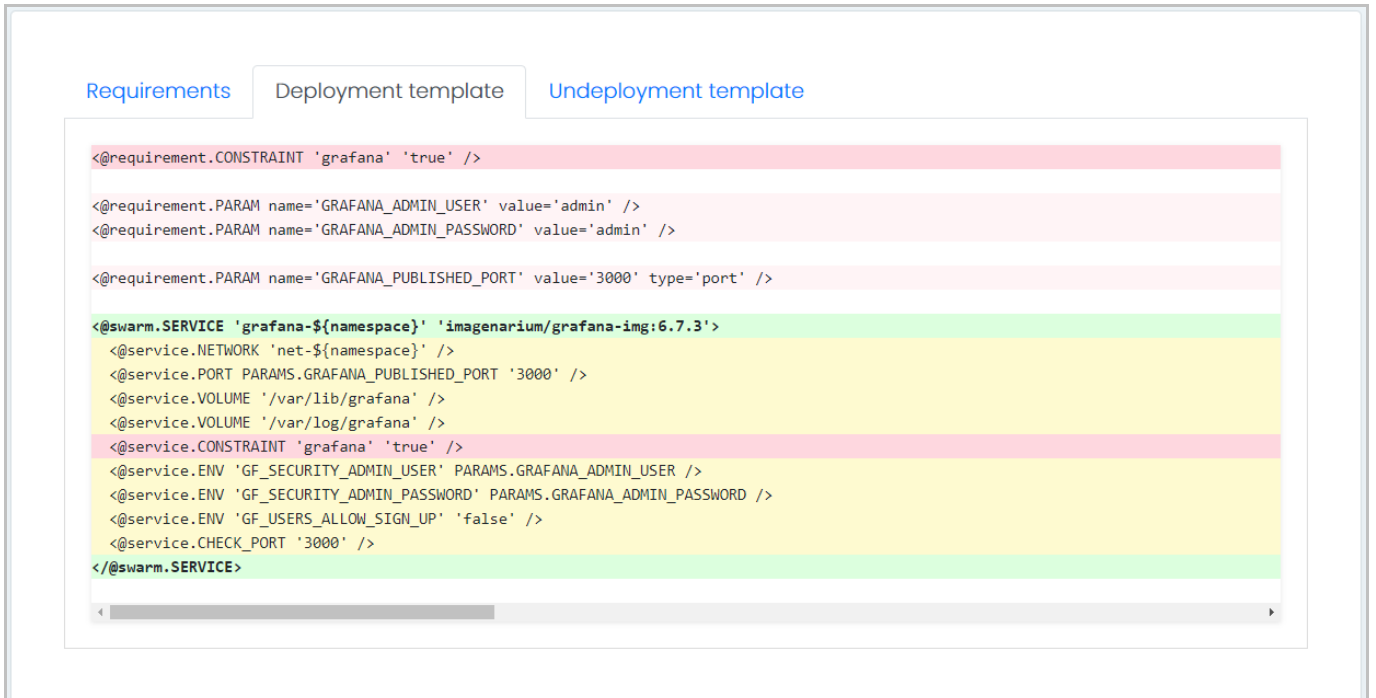 Requirements Deployment template Undeployment template
<@requirement.CONSTRAINT 'grafana' 'true' />
<@requirement.PARAM name='GRAFANA_ADMIN_USER' value='admin' />
<@requirement.PARAM name='GRAFANA_ADMIN_PASSWORD' value='admin' />
<@requirement.PARAM name='GRAFANA_PUBLISHED_PORT' value='3000' type='port' />
<@swarm.SERVICE 'grafana-${namespace}' 'imagenarium/grafana-img:6.7.3'>
  <@service.NETWORK 'net-${namespace}' />
  <@service.PORT PARAMS.GRAFANA_PUBLISHED_PORT '3000' />
  <@service.VOLUME '/var/lib/grafana' />
  <@service.VOLUME '/var/log/grafana' />
  <@service.CONSTRAINT 'grafana' 'true' />
  <@service.ENV 'GF_SECURITY_ADMIN_USER' PARAMS.GRAFANA_ADMIN_USER />
  <@service.ENV 'GF_SECURITY_ADMIN_PASSWORD' PARAMS.GRAFANA_ADMIN_PASSWORD />
  <@service.ENV 'GF_USERS_ALLOW_SIGN_UP' 'false' />
  <@service.CHECK_PORT '3000' />
</@swarm.SERVICE>